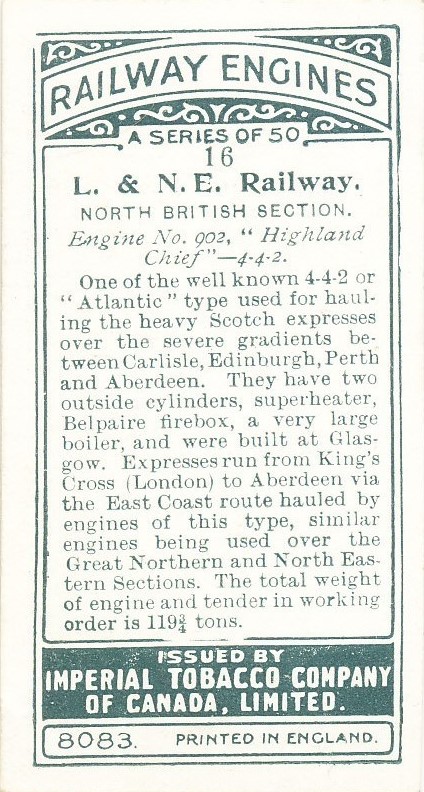 RAILWAY ENGINES
A SERIES OF 50
16
L. & N.E. Railway.
NORTH BRITISH SECTION.
Engine No. 902, " Highland
Chief"—4-4-2.
One of the well known 4-4-2 or
" Atlantic " type used for haul-
ing the heavy Scotch expresses
over the severe gradients be-
tween Carlisle, Edinburgh, Perth
and Aberdeen. They have two
outside cylinders, superheater,
Belpaire firebox, a very large
boiler, and were built at Glas-
gow. Expresses run from King's
Cross (London) to Aberdeen via
the East Coast route hauled by
engines of this type, similar
engines being used over the
Great Northern and North Eas-
tern Sections. The total weight
of engine and tender in working
order is 119¾ tons.
ISSUED BY
IMPERIAL TOBACCO COMPANY
OF CANADA, LIMITED.
8083. PRINTED IN ENGLAND.